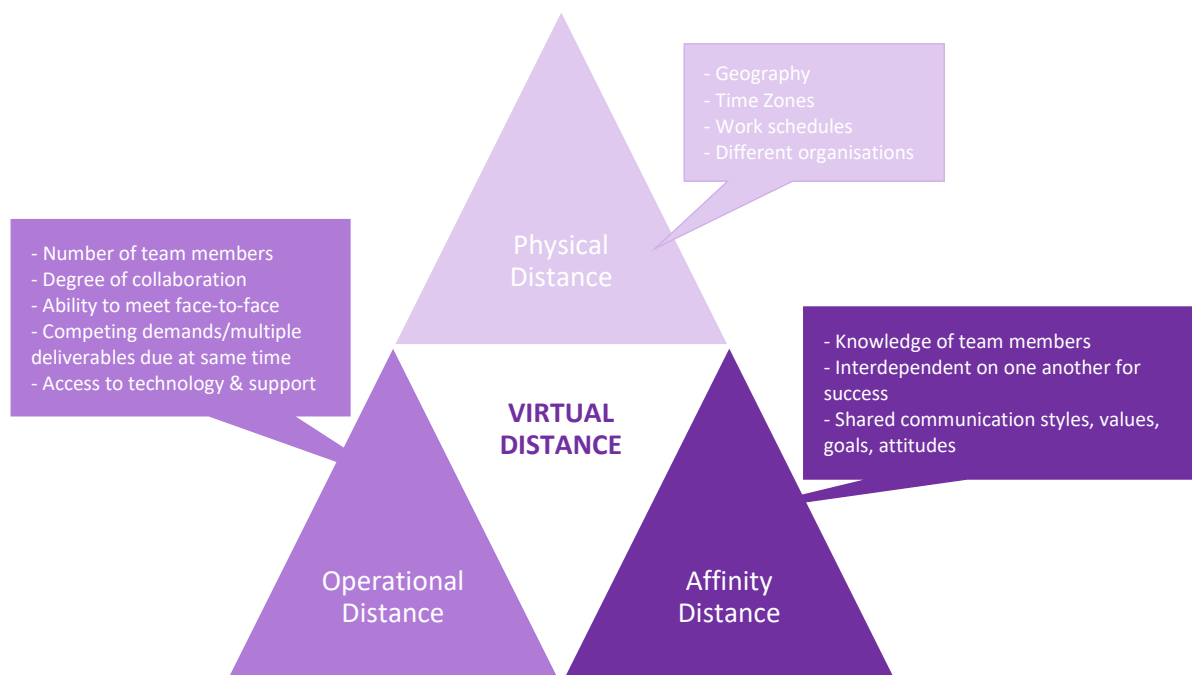 - Geography
- Time Zones
- Work schedules
- Different organisations
Physical
Distance
- Number of team members
- Degree of collaboration
- Ability to meet face-to-face
- Competing demands/multiple
deliverables due at same time
- Access to technology & support
- Knowledge of team members
- Interdependent on one another for
success
- Shared communication styles, values,
goals, attitudes
VIRTUAL
DISTANCE
Operational
Distance
Affinity
Distance